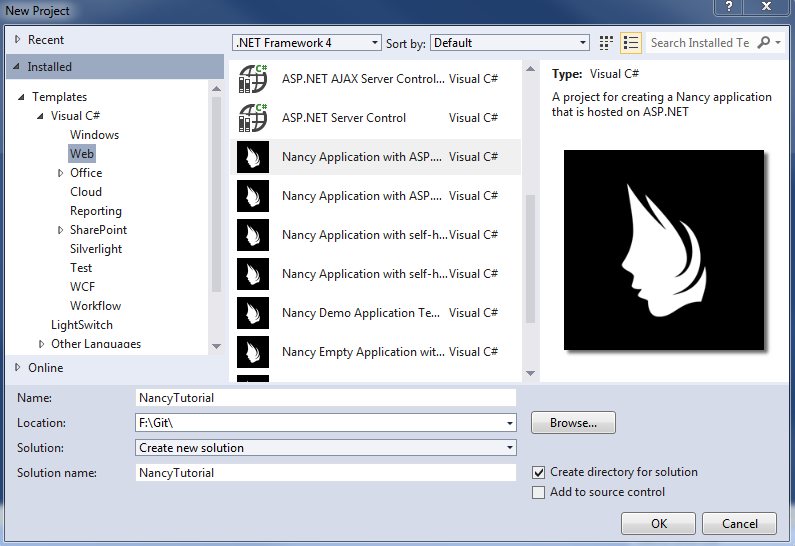 New Project
?
Recent
.NET Framework 4
Sort by: Default
Search Installed Te
Installed
Templates
Visual C#
Windows
Web
Office
Cloud
Reporting
SharePoint
Silverlight
Test
WCF
Workflow
LightSwitch
Other Languages
Online
C# ASP.NET AJAX Server Control... Visual C#
C# ASP.NET Server Control Visual C#
Nancy Application with ASP.... Visual C#
Nancy Application with ASP.... Visual C#
Nancy Application with self-h... Visual C#
Nancy Application with self-h... Visual C#
Nancy Demo Application Te... Visual C#
Nancy Empty Application wit... Visual C#
Type: Visual C#
A project for creating a Nancy application
that is hosted on ASP.NET
Name: NancyTutorial
Location: F:\Git\
Browse...
Solution: Create new solution
Solution name: NancyTutorial
Create directory for solution
Add to source control
OK
Cancel